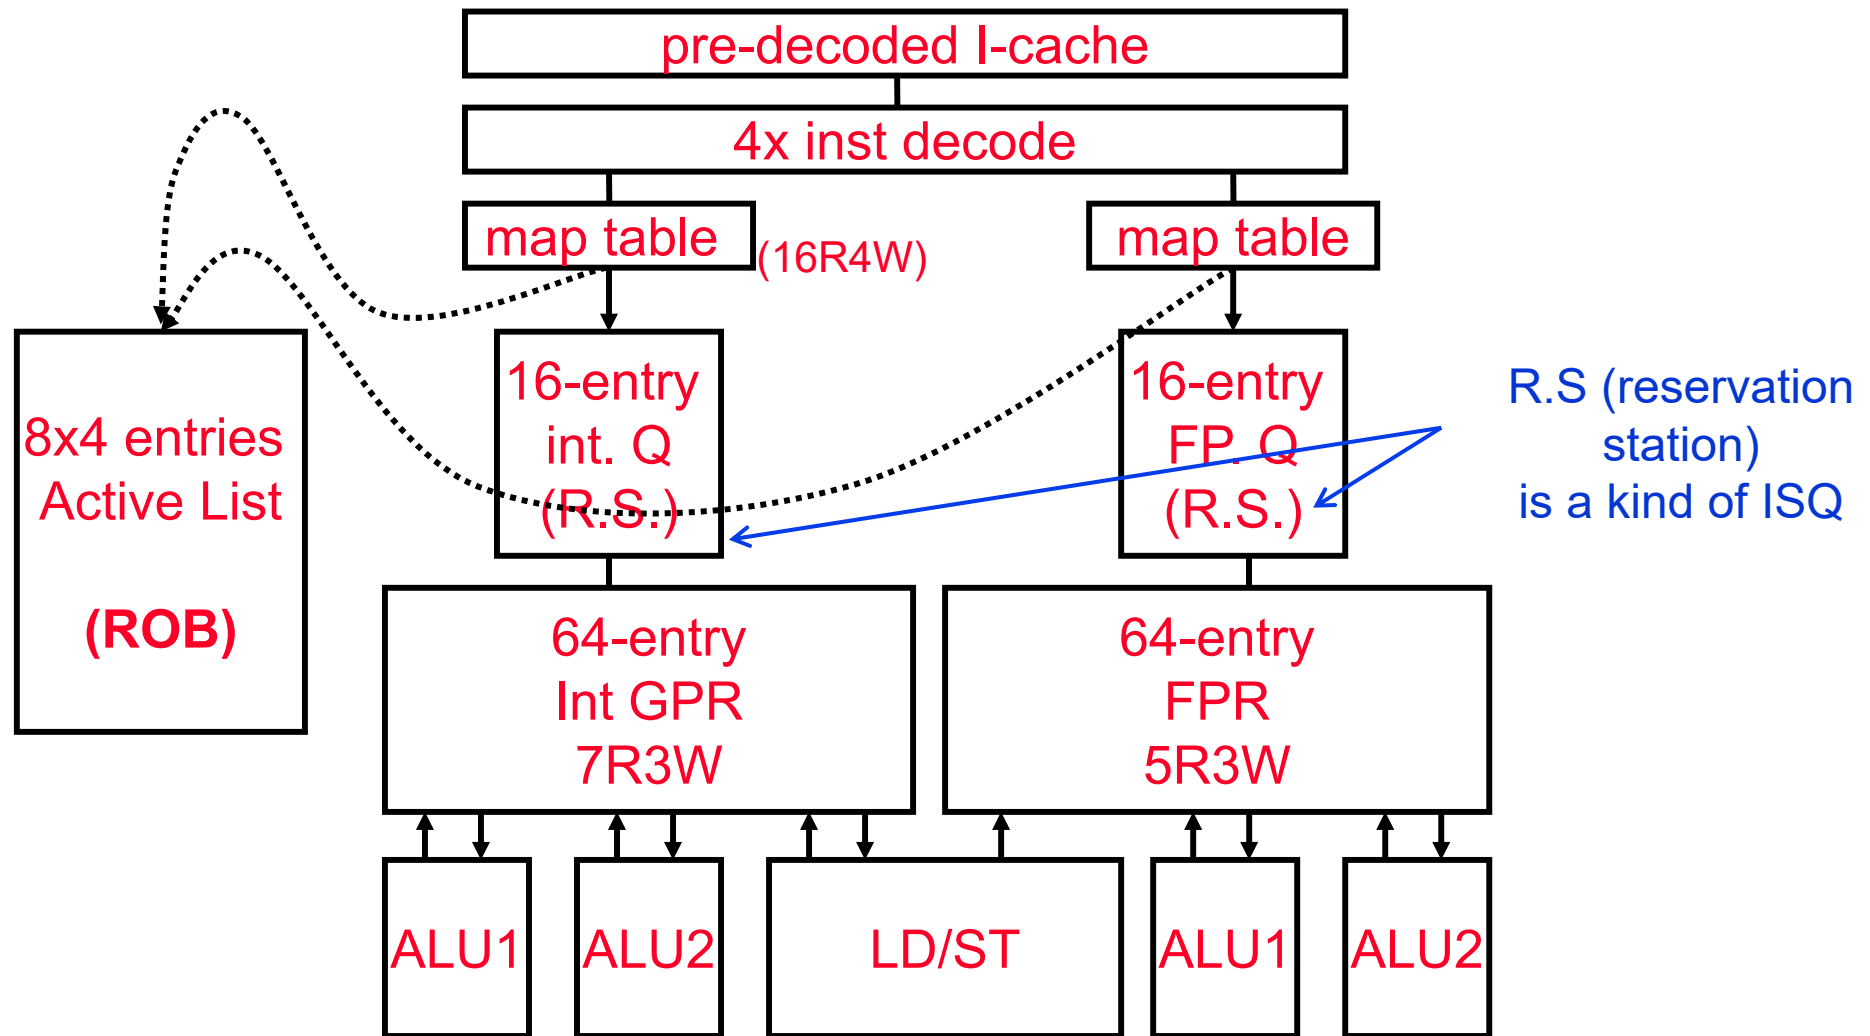 pre-decoded I-cache
4x inst decode
map table
(16R4W)
map table
8x4 entries
Active List
(ROB)
16-entry
int. Q
(R.S.)
16-entry
FP. Q
(R.S.)
R.S (reservation
station)
is a kind of ISQ
64-entry
Int GPR
7R3W
64-entry
FPR
5R3W
ALU1
ALU2
LD/ST
ALU1
ALU2